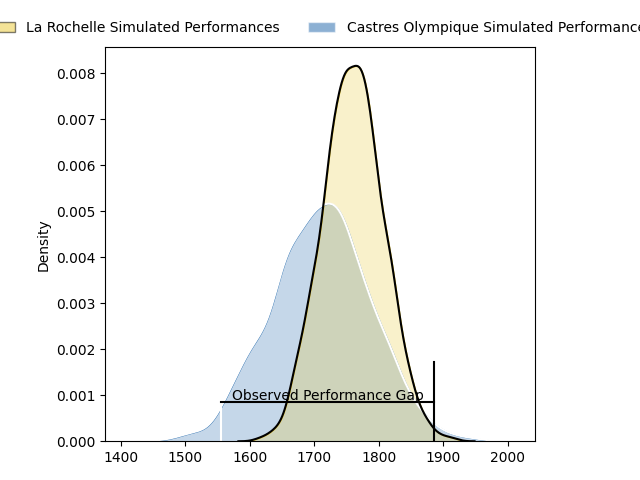 La Rochelle Simulated Performances
Castres Olympique Simulated Performance
0.008
0.007
0.006
0.005
0.004
0.003
0.002
0.001
0.000
Density
Observed Performance Gap
1400 1500 1600 1700 1800 1900 2000